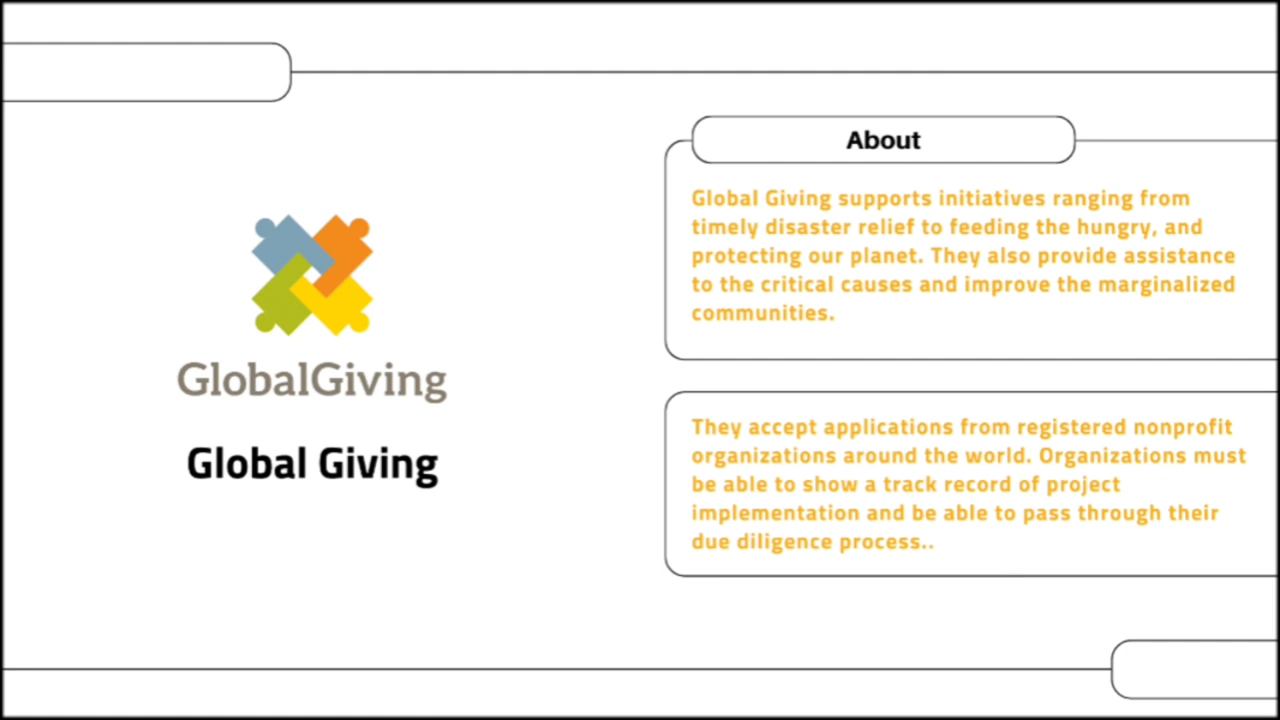 GlobalGiving
Global Giving
About
Global Giving supports initiatives ranging from
timely disaster relief to feeding the hungry, and
protecting our planet. They also provide assistance
to the critical causes and improve the marginalized
communities.
They accept applications from registered nonprofit
organizations around the world. Organizations must
be able to show a track record of project
implementation and be able to pass through their
due diligence process..